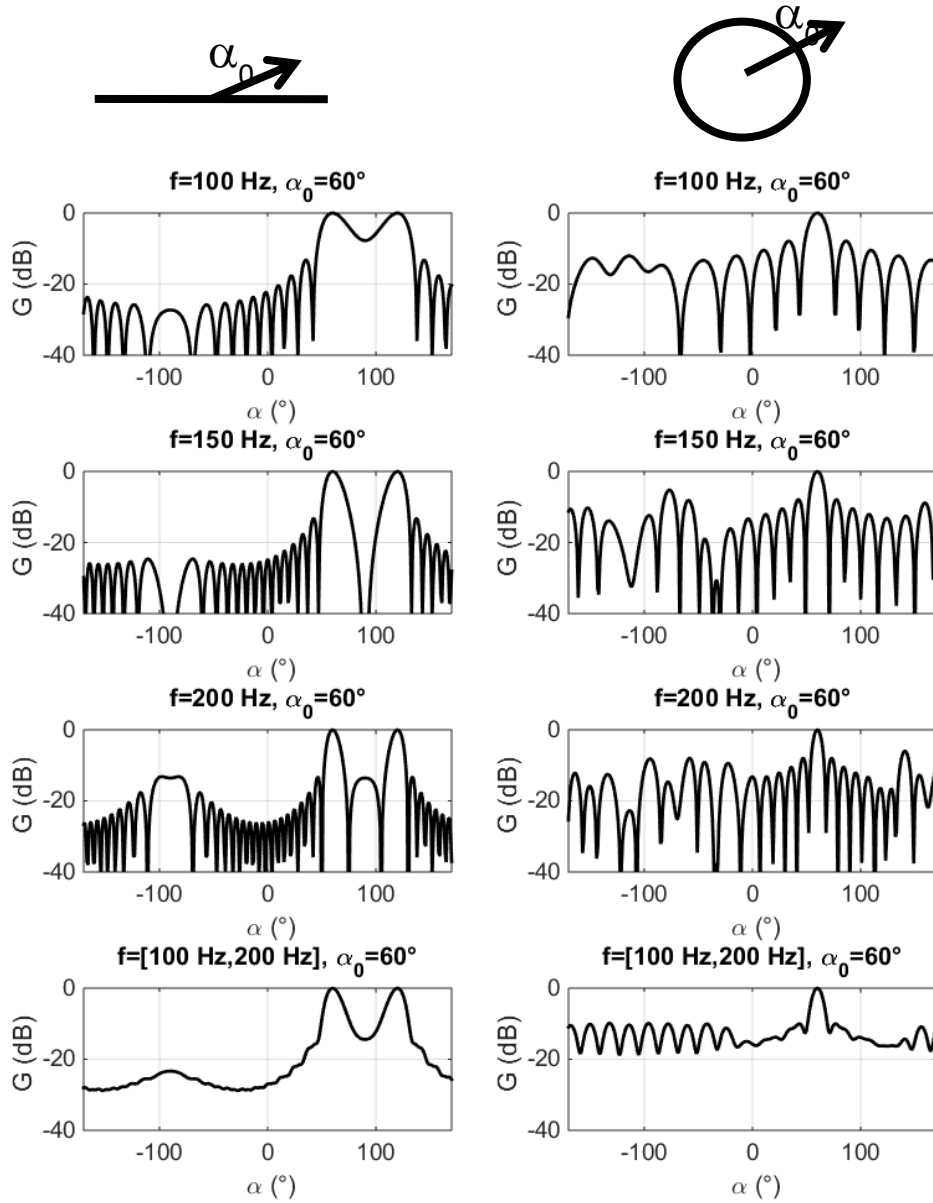 α₀ α₀
f=100 Hz, α₀=60° f=100 Hz, α₀=60°
0 0
G (dB) -20 G (dB) -20
-40 -40
-100 0 100 -100 0 100
α (°) α (°)
f=150 Hz, α₀=60° f=150 Hz, α₀=60°
0 0
G (dB) -20 G (dB) -20
-40 -40
-100 0 100 -100 0 100
α (°) α (°)
f=200 Hz, α₀=60° f=200 Hz, α₀=60°
0 0
G (dB) -20 G (dB) -20
-40 -40
-100 0 100 -100 0 100
α (°) α (°)
f=[100 Hz,200 Hz], α₀=60° f=[100 Hz,200 Hz], α₀=60°
0 0
G (dB) -20 G (dB) -20
-40 -40
-100 0 100 -100 0 100
α (°) α (°)